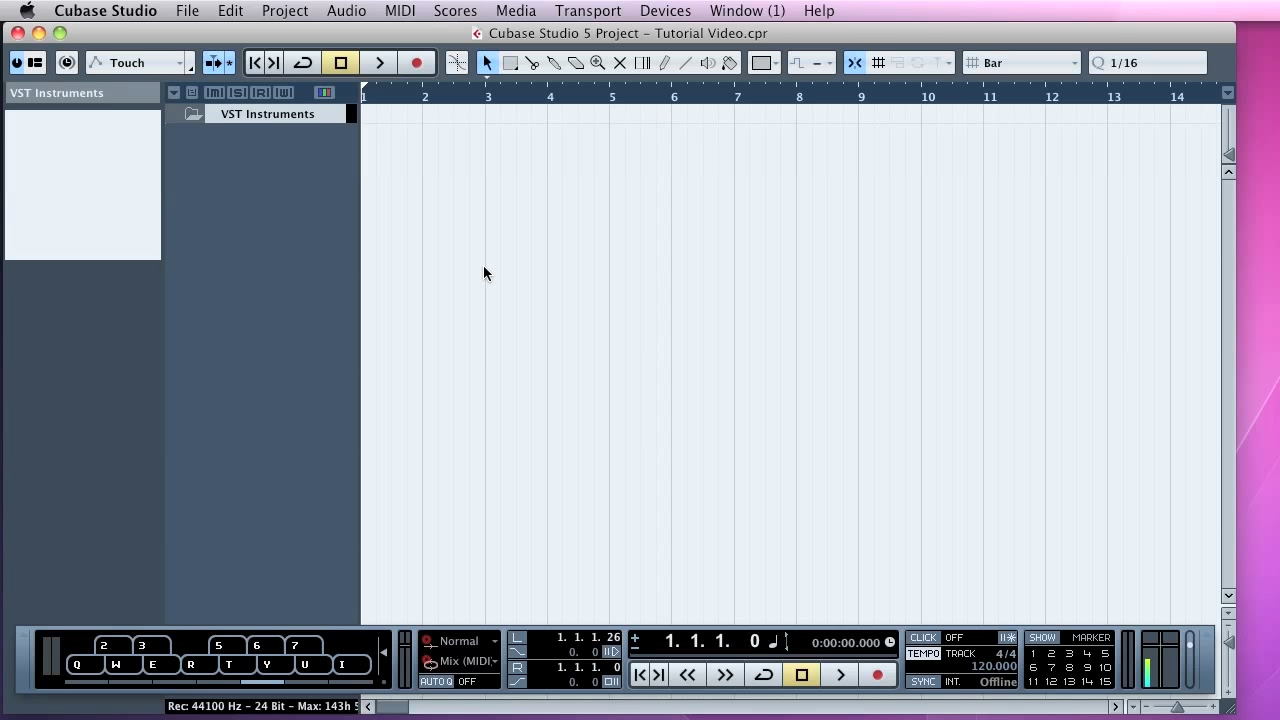 Cubase Studio File Edit Project Audio MIDI Scores Media Transport Devices Window (1) Help
Cubase Studio 5 Project – Tutorial Video.cpr
Touch Bar Q 1/16
VST Instruments [M] [S] [R] [W] 1 2 3 4 5 6 7 8 9 10 11 12 13 14
VST Instruments
2 3 5 6 7
Q W E R T Y U I
Normal
Mix (MIDI
AUTO Q OFF
L 1. 1. 1. 26
0. 0
R 1. 1. 1. 0
0. 0
1. 1. 1. 0 0:00:00.000
CLICK OFF
TEMPO TRACK 4/4
120.000
SYNC INT. Offline
SHOW MARKER
1 2 3 4 5
6 7 8 9 10
11 12 13 14 15
Rec: 44100 Hz – 24 Bit – Max: 143h 5